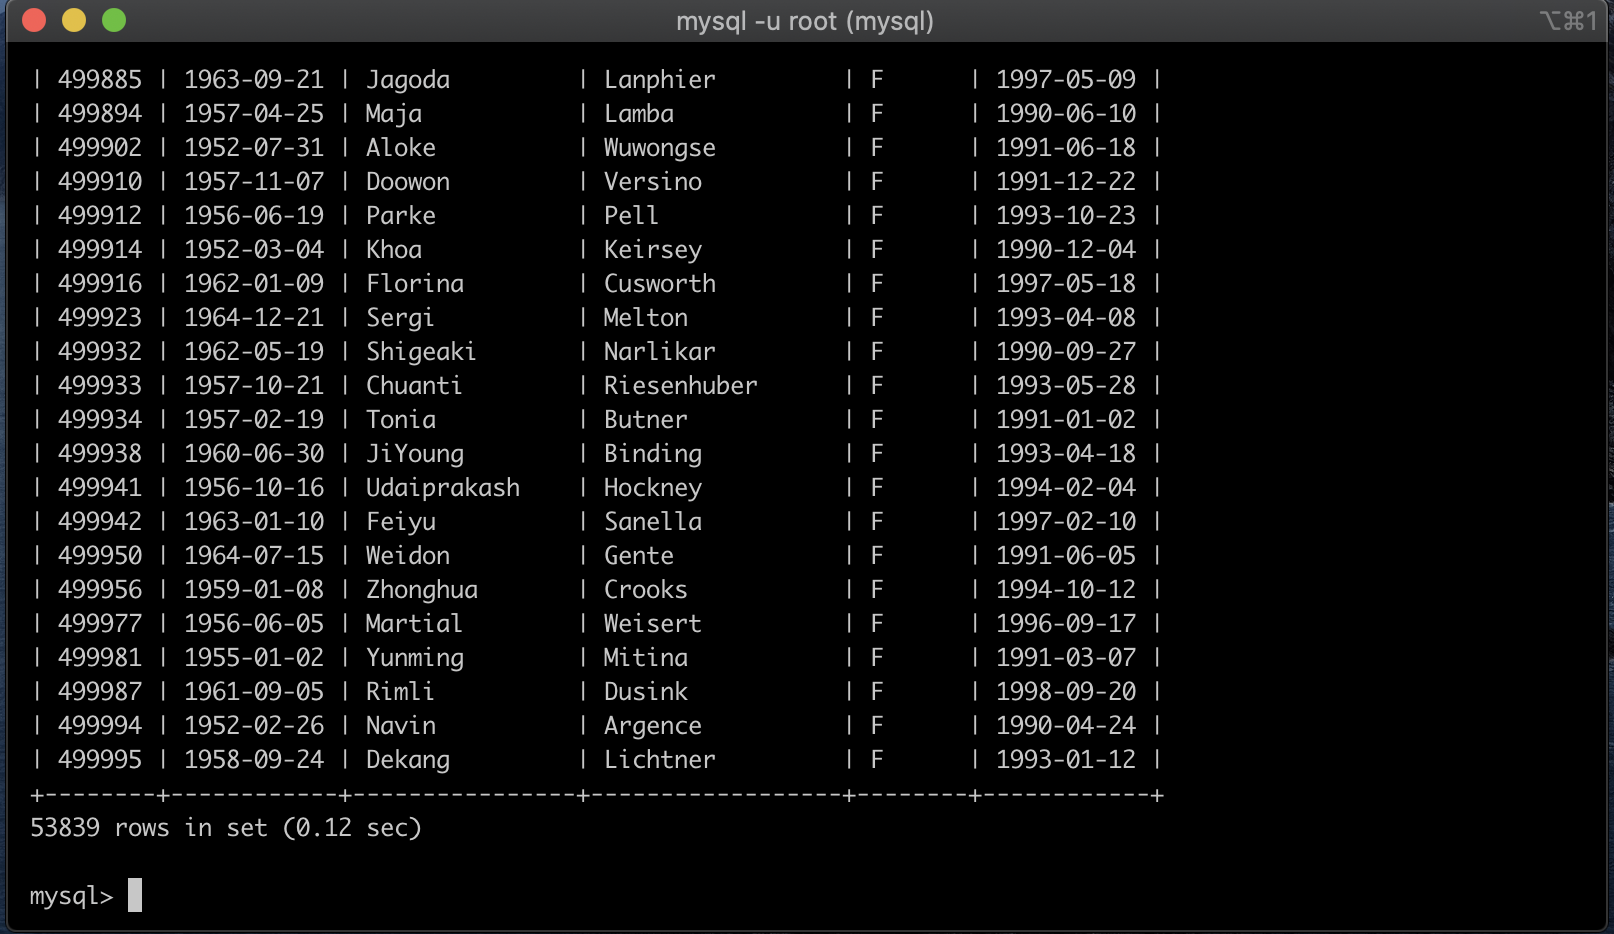 mysql -u root (mysql) ⌥⌘1
| 499885 | 1963-09-21 | Jagoda         | Lanphier         | F      | 1997-05-09 |
| 499894 | 1957-04-25 | Maja           | Lamba            | F      | 1990-06-10 |
| 499902 | 1952-07-31 | Aloke          | Wuwongse         | F      | 1991-06-18 |
| 499910 | 1957-11-07 | Doowon         | Versino          | F      | 1991-12-22 |
| 499912 | 1956-06-19 | Parke          | Pell             | F      | 1993-10-23 |
| 499914 | 1952-03-04 | Khoa           | Keirsey          | F      | 1990-12-04 |
| 499916 | 1962-01-09 | Florina        | Cusworth         | F      | 1997-05-18 |
| 499923 | 1964-12-21 | Sergi          | Melton           | F      | 1993-04-08 |
| 499932 | 1962-05-19 | Shigeaki       | Narlikar         | F      | 1990-09-27 |
| 499933 | 1957-10-21 | Chuanti        | Riesenhuber      | F      | 1993-05-28 |
| 499934 | 1957-02-19 | Tonia          | Butner           | F      | 1991-01-02 |
| 499938 | 1960-06-30 | JiYoung        | Binding          | F      | 1993-04-18 |
| 499941 | 1956-10-16 | Udaiprakash    | Hockney          | F      | 1994-02-04 |
| 499942 | 1963-01-10 | Feiyu          | Sanella          | F      | 1997-02-10 |
| 499950 | 1964-07-15 | Weidon         | Gente            | F      | 1991-06-05 |
| 499956 | 1959-01-08 | Zhonghua       | Crooks           | F      | 1994-10-12 |
| 499977 | 1956-06-05 | Martial        | Weisert          | F      | 1996-09-17 |
| 499981 | 1955-01-02 | Yunming        | Mitina           | F      | 1991-03-07 |
| 499987 | 1961-09-05 | Rimli          | Dusink           | F      | 1998-09-20 |
| 499994 | 1952-02-26 | Navin          | Argence          | F      | 1990-04-24 |
| 499995 | 1958-09-24 | Dekang         | Lichtner         | F      | 1993-01-12 |
+--------+------------+----------------+------------------+--------+------------+
53839 rows in set (0.12 sec)
mysql>